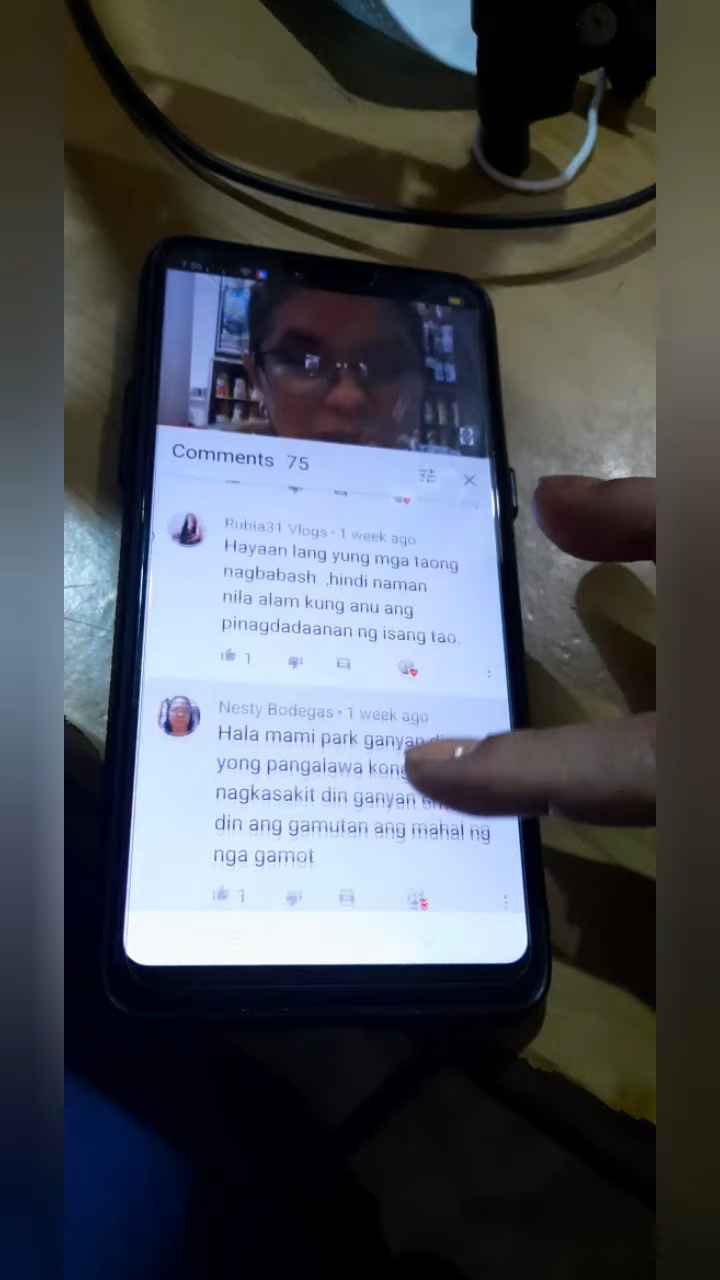 Comments 75
Rubia31 Vlogs • 1 week ago
Hayaan lang yung mga taong
nagbabash ,hindi naman
nila alam kung anu ang
pinagdadaanan ng isang tao.
1
Nesty Bodegas • 1 week ago
Hala mami park ganyan
yong pangalawa kong
nagkasakit din ganyan
din ang gamutan ang mahal ng
nga gamot
1